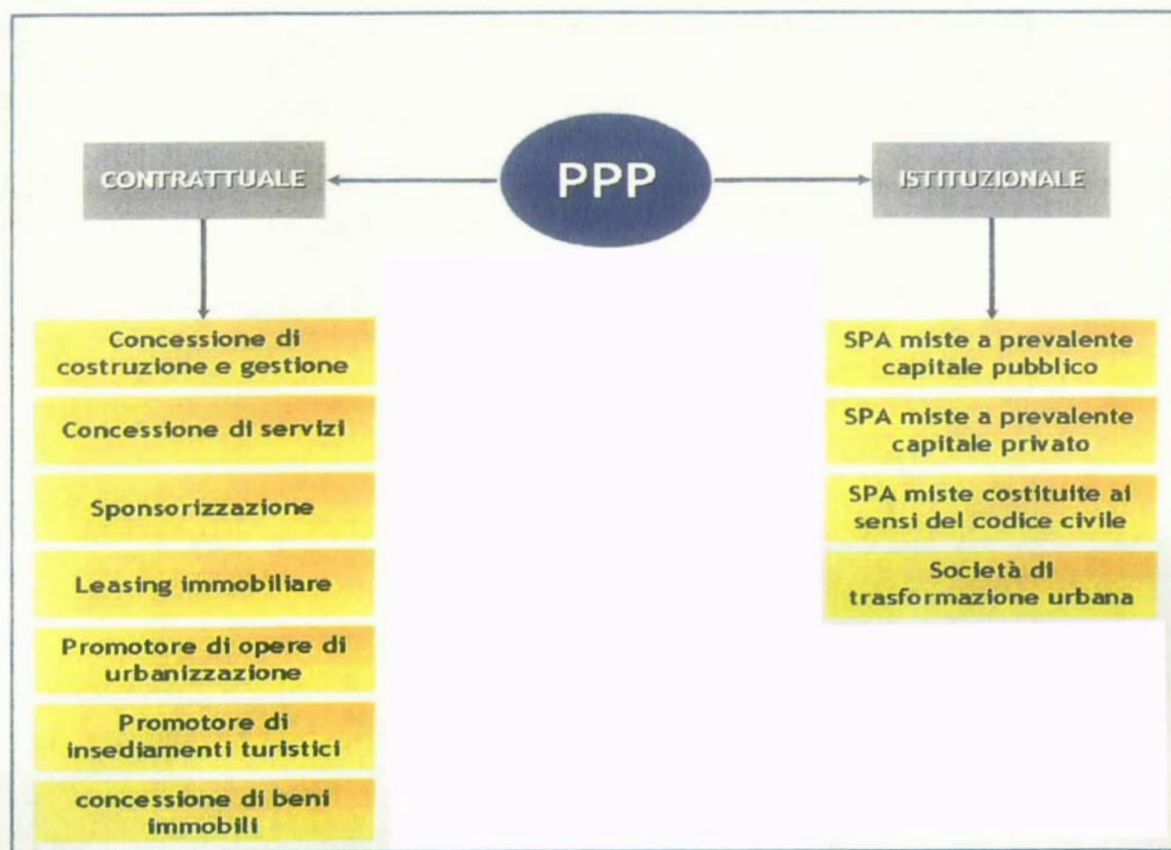 PPP
CONTRATTUALE
ISTITUZIONALE
Concessione di
costruzione e gestione
Concessione di servizi
Sponsorizzazione
Leasing immobiliare
Promotore di opere di
urbanizzazione
Promotore di
insediamenti turistici
concessione di beni
immobili
SPA miste a prevalente
capitale pubblico
SPA miste a prevalente
capitale privato
SPA miste costituite ai
sensi del codice civile
Società di
trasformazione urbana